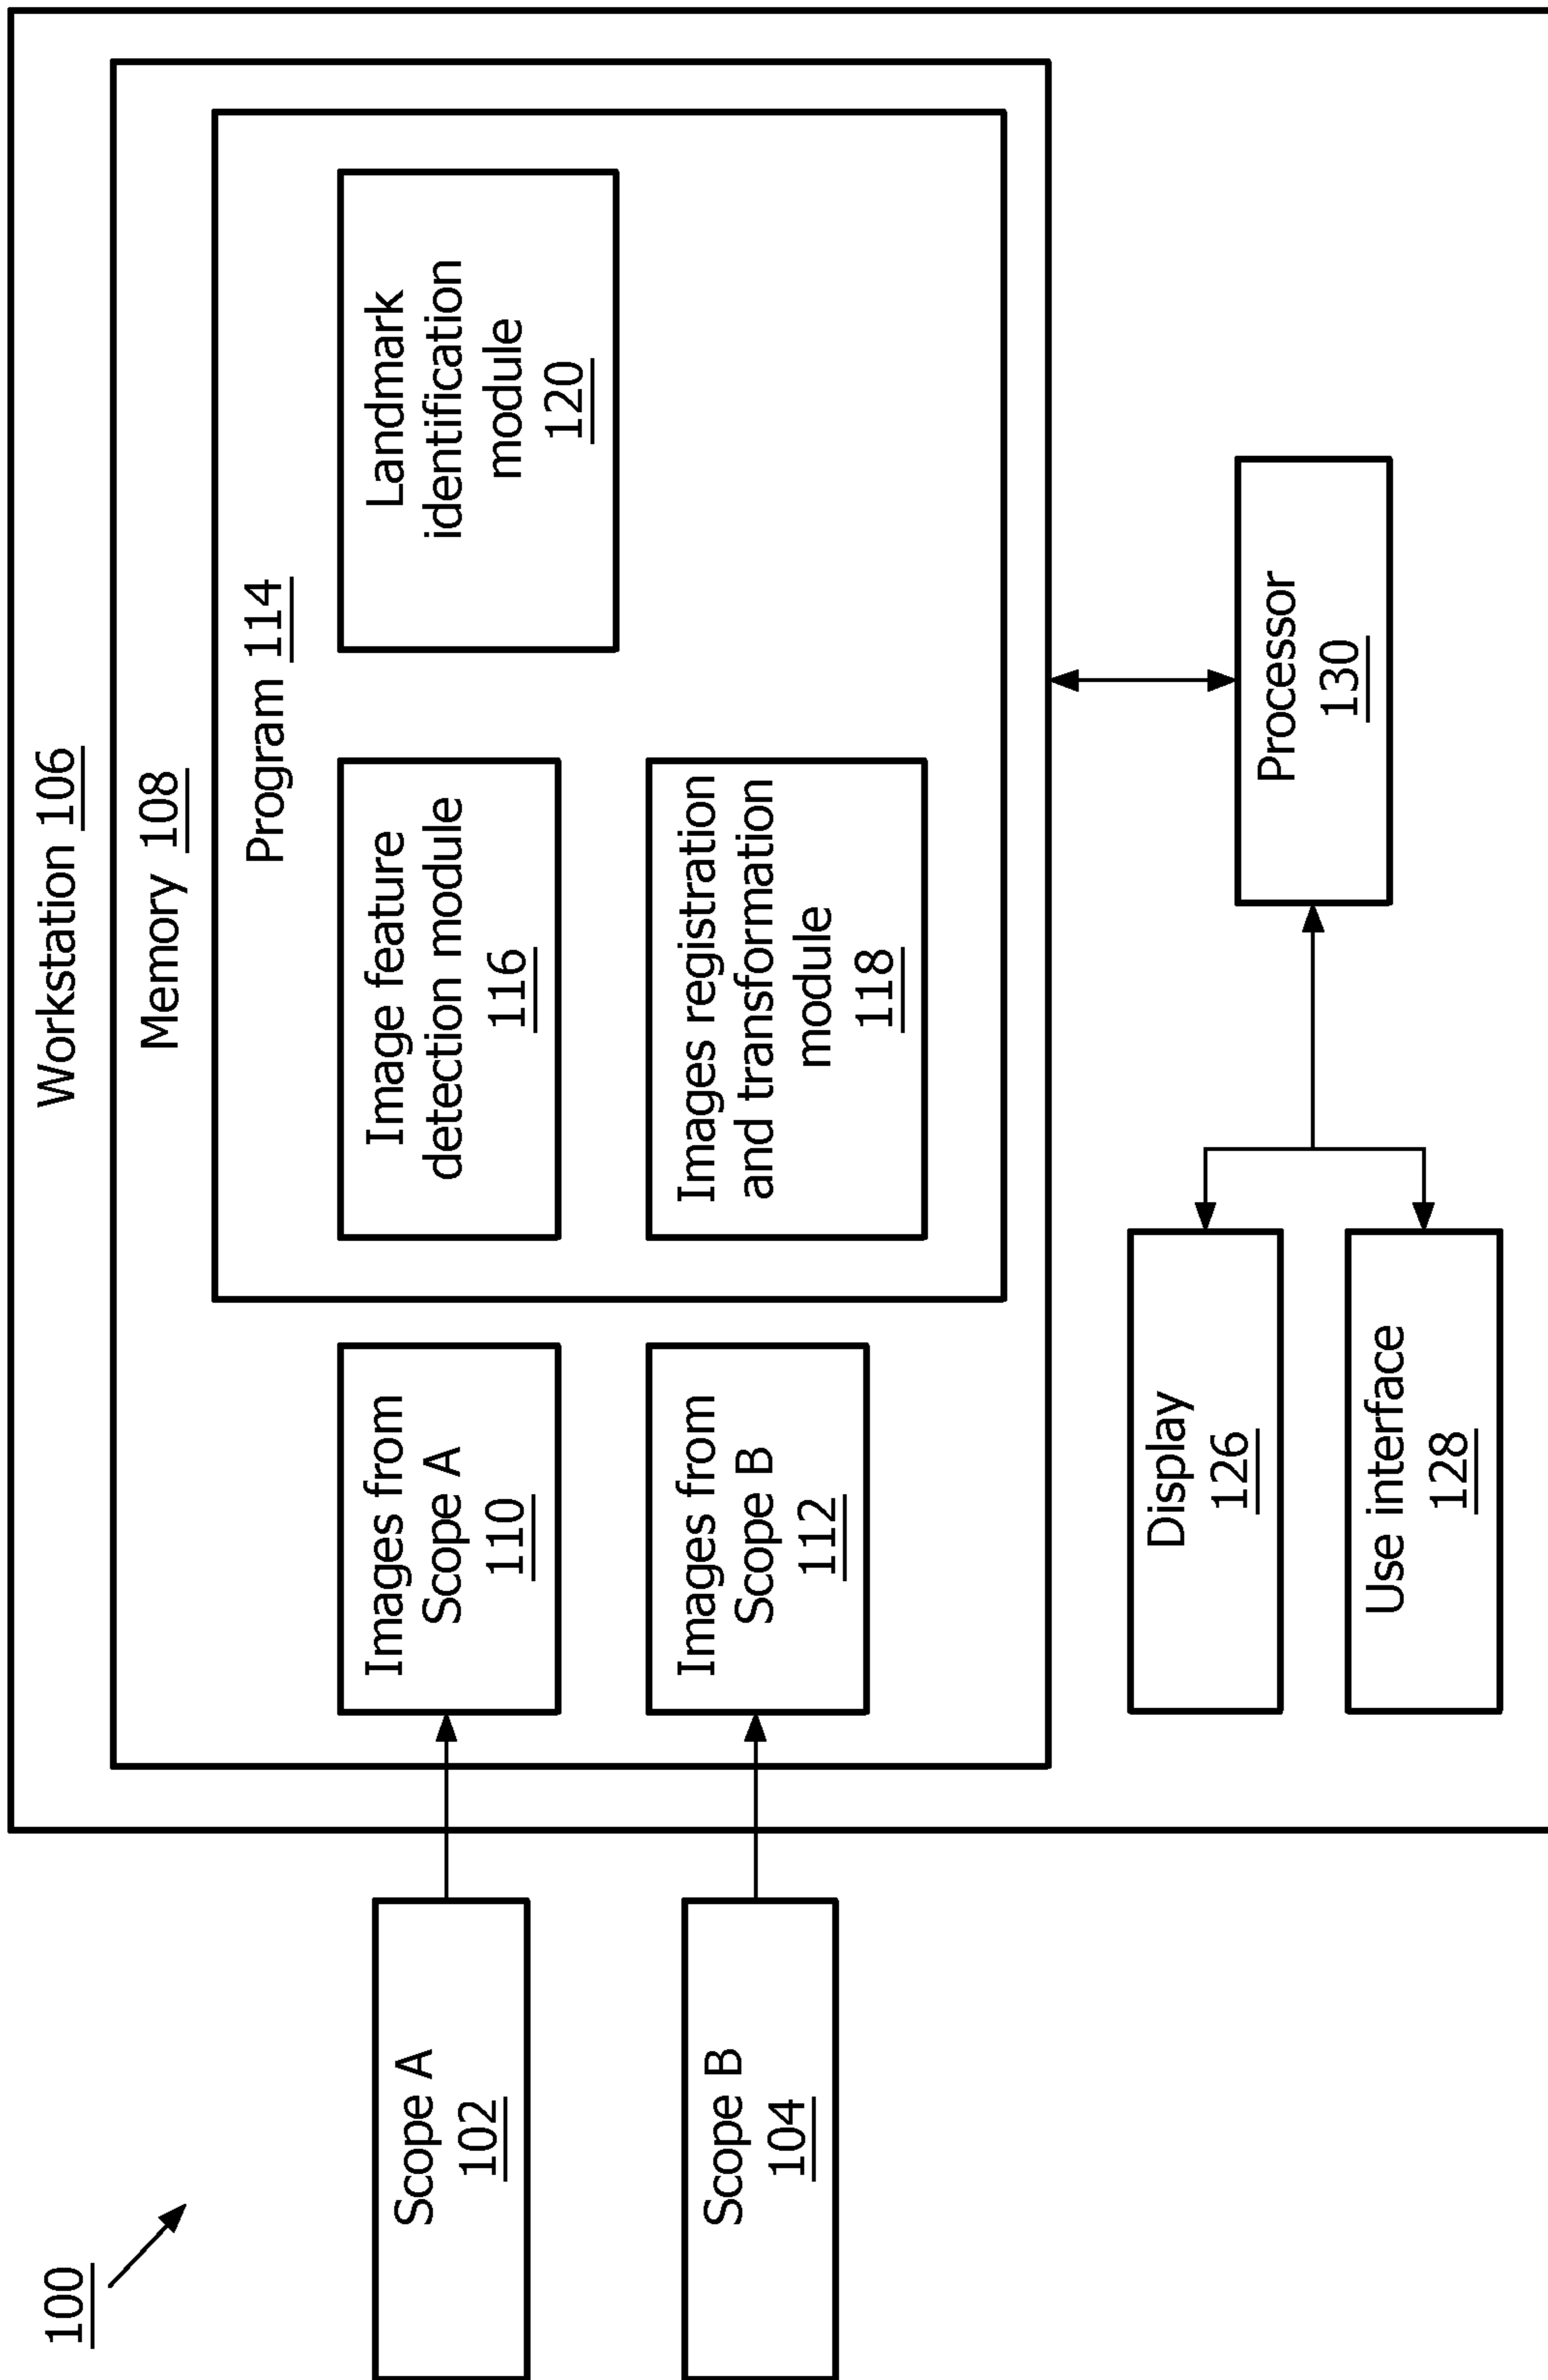 100
Workstation 106
Memory 108
Program 114
Scope A
102
Images from
Scope A
110
Image feature
detection module
116
Landmark
identification
module
120
Scope B
104
Images from
Scope B
112
Images registration
and transformation
module
118
Display
126
Processor
130
Use interface
128